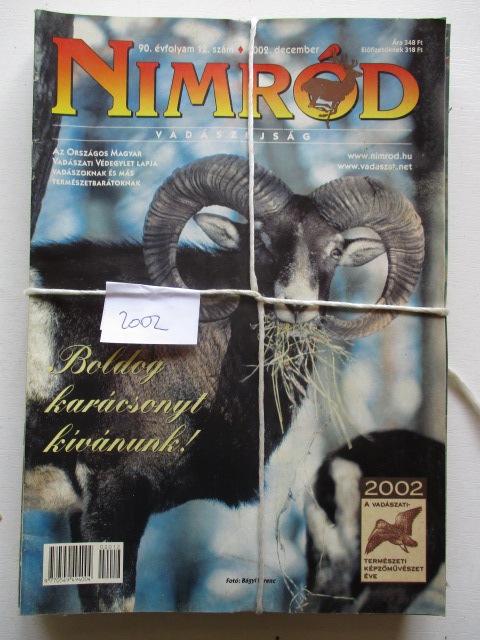 90. évfolyam 12. szám ♦ 2002. december
Ára 348 Ft
Előfizetőknek 318 Ft
NIMRÓD
VADÁSZÚJSÁG
AZ ORSZÁGOS MAGYAR
VADÁSZATI VÉDEGYLET LAPJA
VADÁSZOKNAK ÉS MÁS
TERMÉSZETBARÁTOKNAK
www.nimrod.hu
www.vadaszat.net
2002
Boldog
karácsonyt
kívánunk!
2002
A VADÁSZATI-
TERMÉSZETI
KÉPZŐMŰVÉSZET
ÉVE
Fotó: